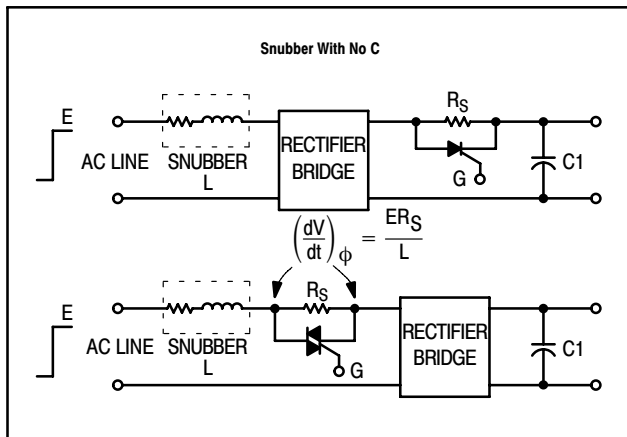 Snubber With No C
E
AC LINE
SNUBBER
L
RECTIFIER
BRIDGE
RS
G
C1
(dV/dt)φ = ERS/L
E
AC LINE
SNUBBER
L
RS
G
RECTIFIER
BRIDGE
C1